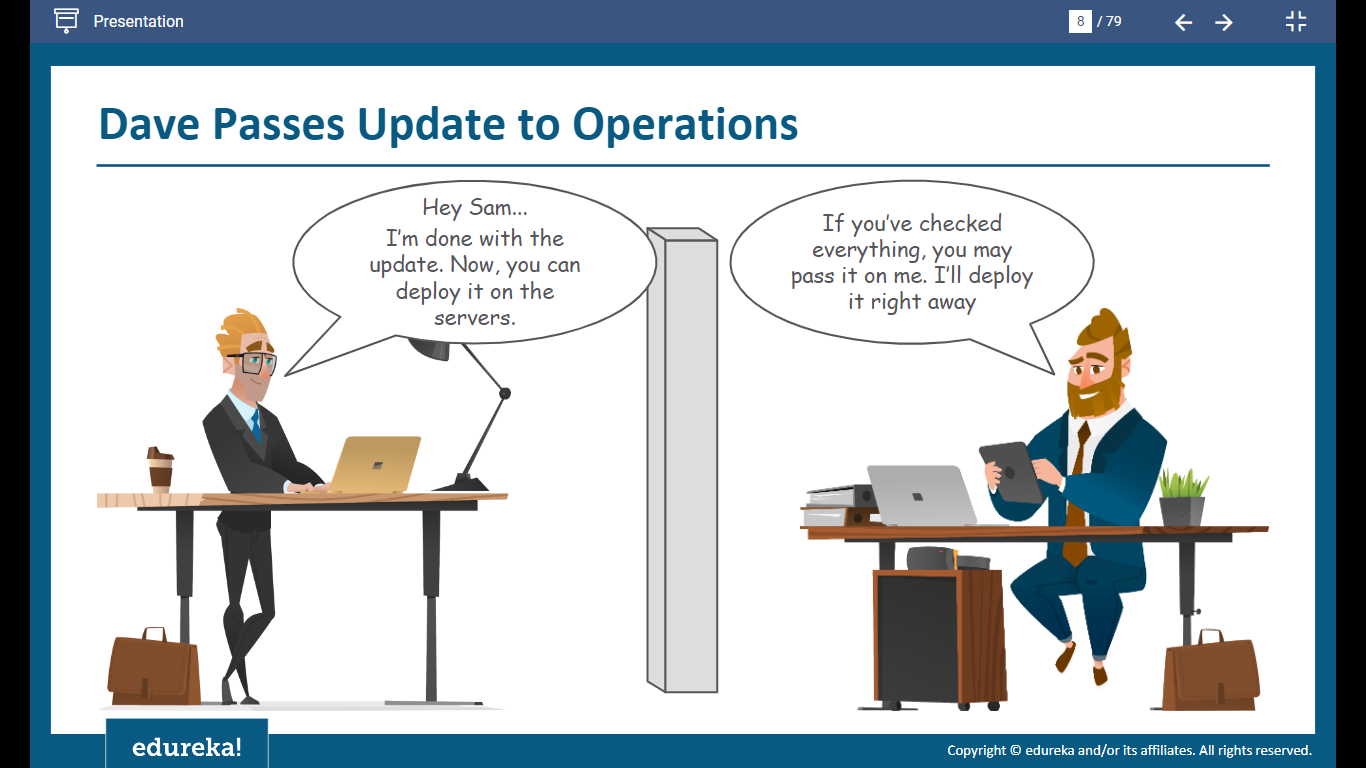 Presentation
8 / 79
Dave Passes Update to Operations
Hey Sam...
I'm done with the
update. Now, you can
deploy it on the
servers.
If you've checked
everything, you may
pass it on me. I'll deploy
it right away
edureka!
Copyright © edureka and/or its affiliates. All rights reserved.